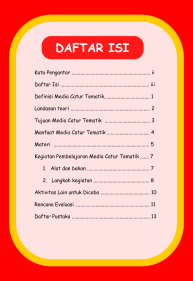 DAFTAR ISI
Kata Pengantar ........................................ ii
Daftar Isi ............................................... iii
Definisi Media Catur Tematik......................... 1
Landasan teori ........................................ 2
Tujuan Media Catur Tematik ........................ 3
Manfaat Media Catur Tematik ...................... 4
Materi ................................................. 5
Kegiatan Pembelajaran Media Catur Tematik ...... 7
1. Alat dan bahan .................................... 7
2. Langkah kegiatan ................................. 8
Aktivitas Lain untuk Dicoba ......................... 10
Rencana Evaluasi ..................................... 11
Daftar Pustaka ........................................ 13